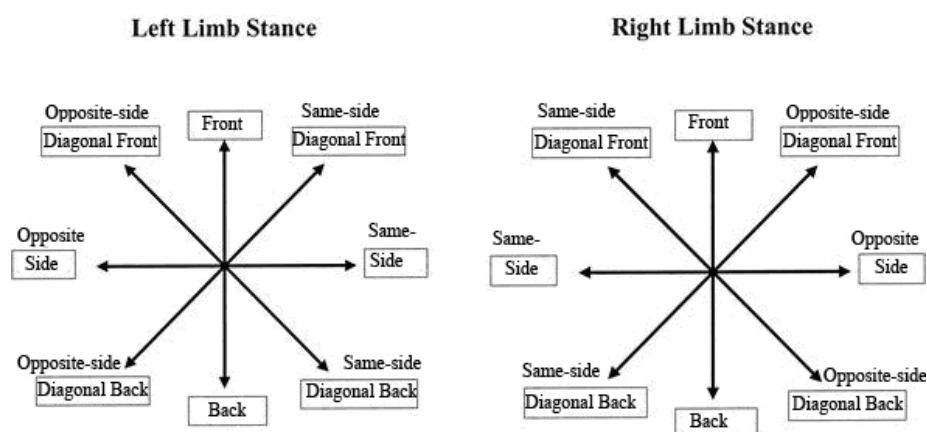 Left Limb Stance
Opposite-side
Diagonal Front
Front
Same-side
Diagonal Front
Opposite
Side
Same-
Side
Opposite-side
Diagonal Back
Back
Same-side
Diagonal Back
Right Limb Stance
Same-side
Diagonal Front
Front
Opposite-side
Diagonal Front
Same-
Side
Opposite
Side
Same-side
Diagonal Back
Back
Opposite-side
Diagonal Back